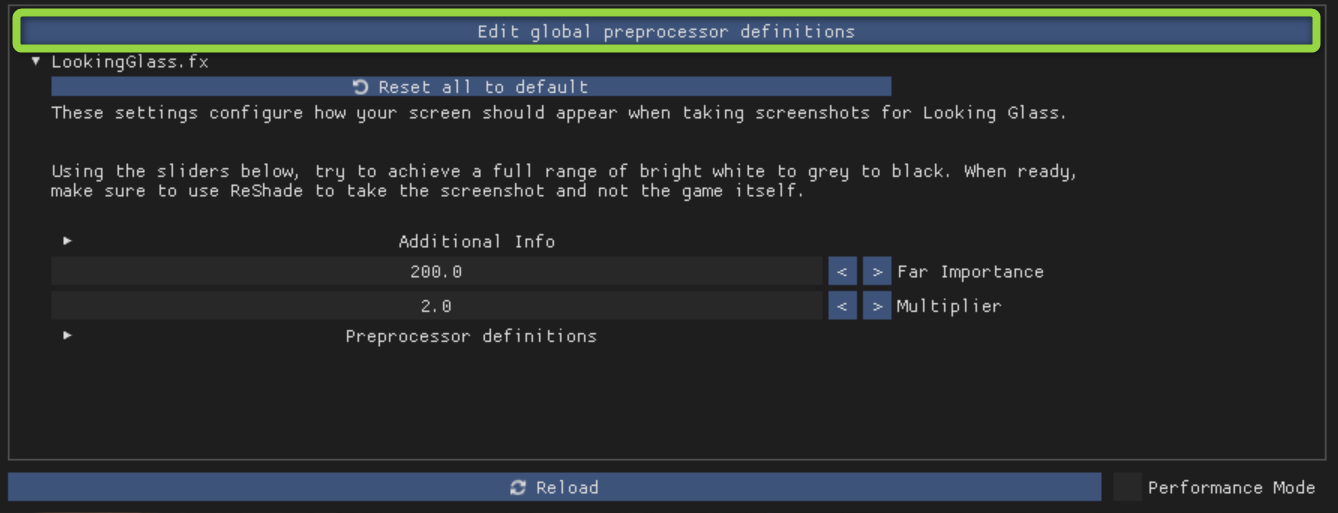 Edit global preprocessor definitions
LookingGlass.fx
Reset all to default
These settings configure how your screen should appear when taking screenshots for Looking Glass.
Using the sliders below, try to achieve a full range of bright white to grey to black. When ready,
make sure to use ReShade to take the screenshot and not the game itself.
Additional Info
200.0 < > Far Importance
2.0 < > Multiplier
Preprocessor definitions
Reload Performance Mode